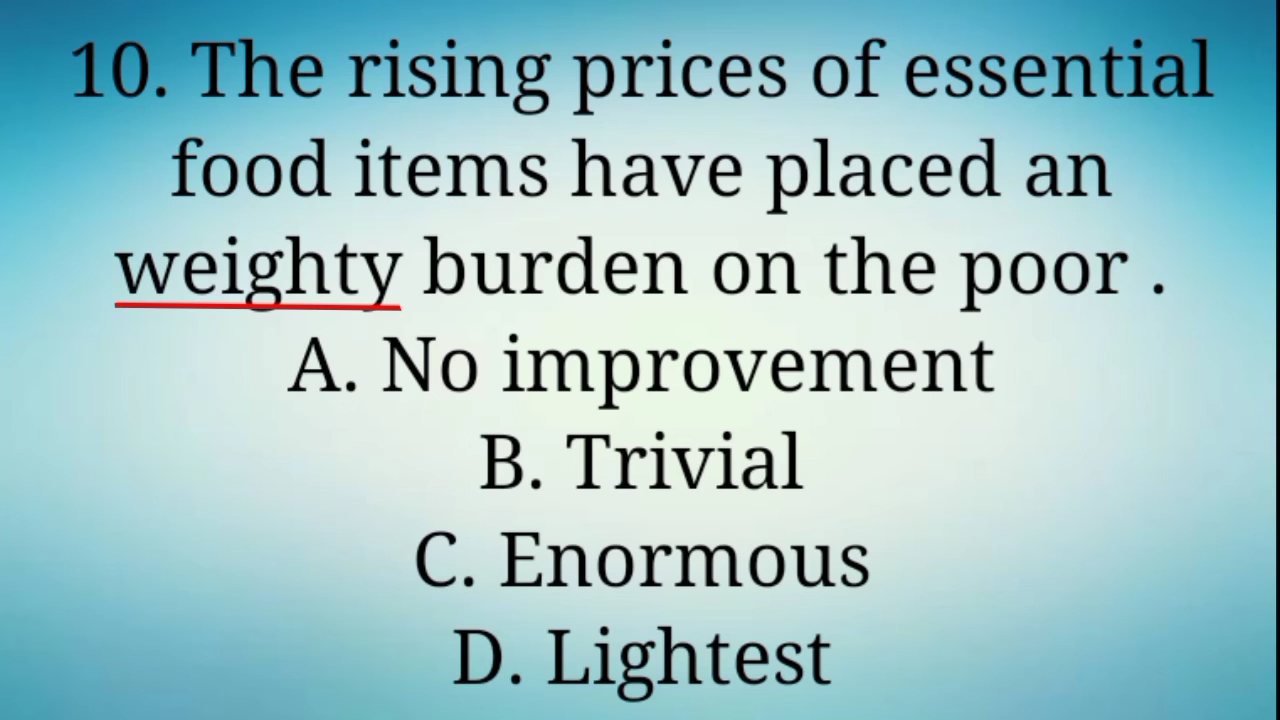 10. The rising prices of essential
food items have placed an
weighty burden on the poor .
A. No improvement
B. Trivial
C. Enormous
D. Lightest